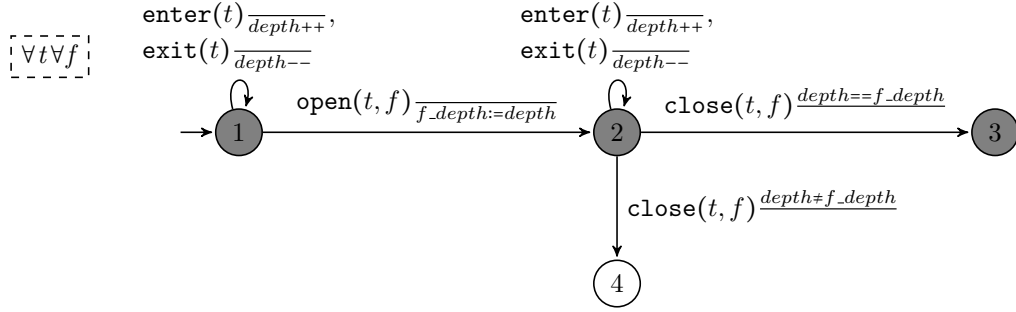 enter(t) depth++,
exit(t) depth--
enter(t) depth++,
exit(t) depth--
∀t∀f
open(t, f) f_depth:=depth
close(t, f) depth==f_depth
1
2
3
close(t, f) depth≠f_depth
4